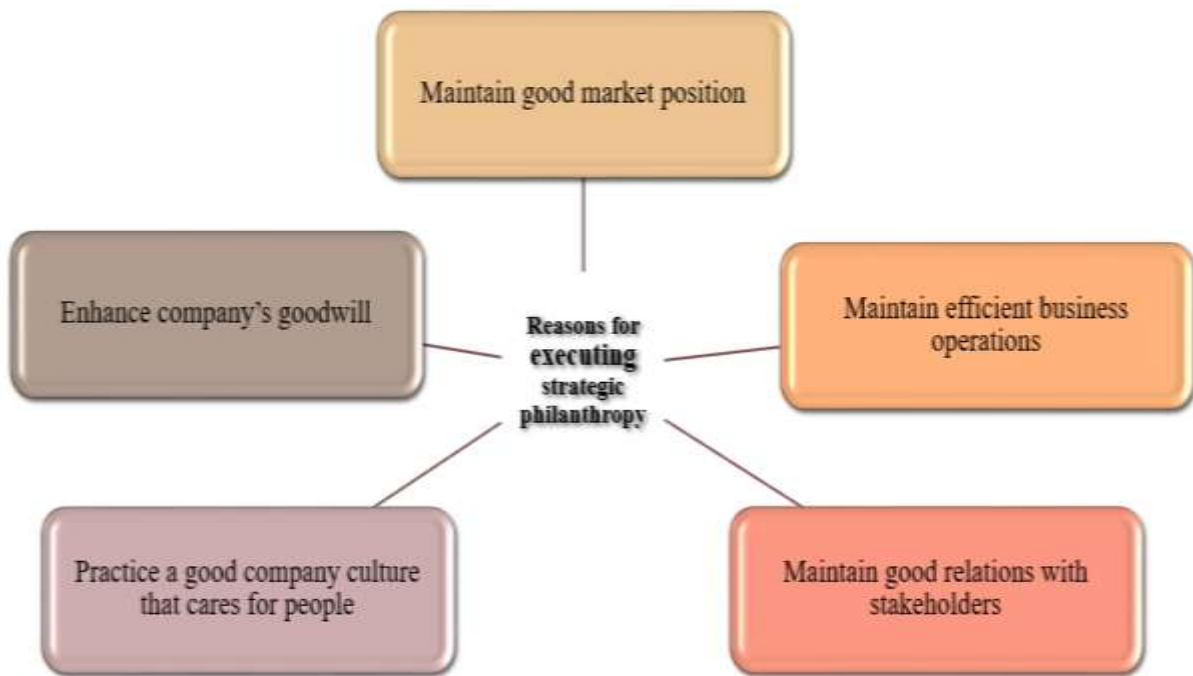 Maintain good market position
Enhance company's goodwill
Maintain efficient business
operations
Reasons for
executing
strategic
philanthropy
Practice a good company culture
that cares for people
Maintain good relations with
stakeholders